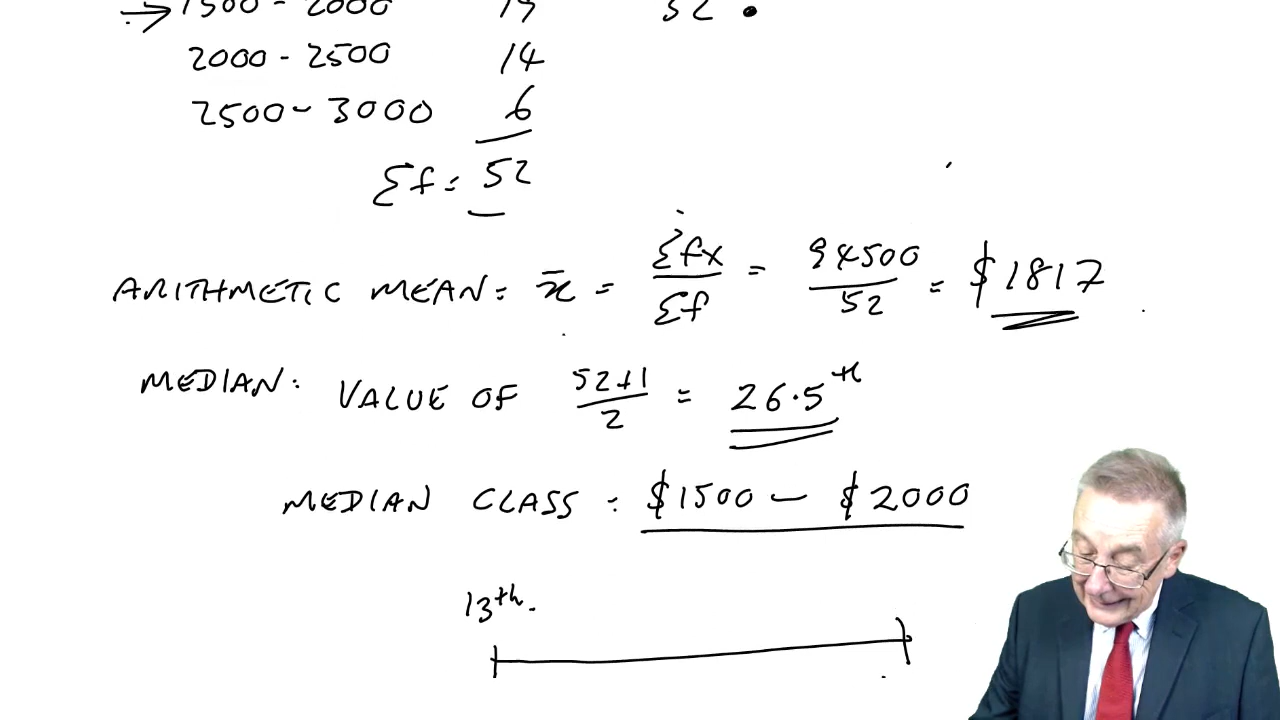 → 1500 - 2000 19 32 •
2000 - 2500 14
2500 - 3000 6
Σf = 52
ARITHMETIC MEAN = x̄ = Σfx/Σf = 94500/52 = $1817
MEDIAN: VALUE OF 52+1/2 = 26.5th
MEDIAN CLASS : $1500 - $2000
13th.